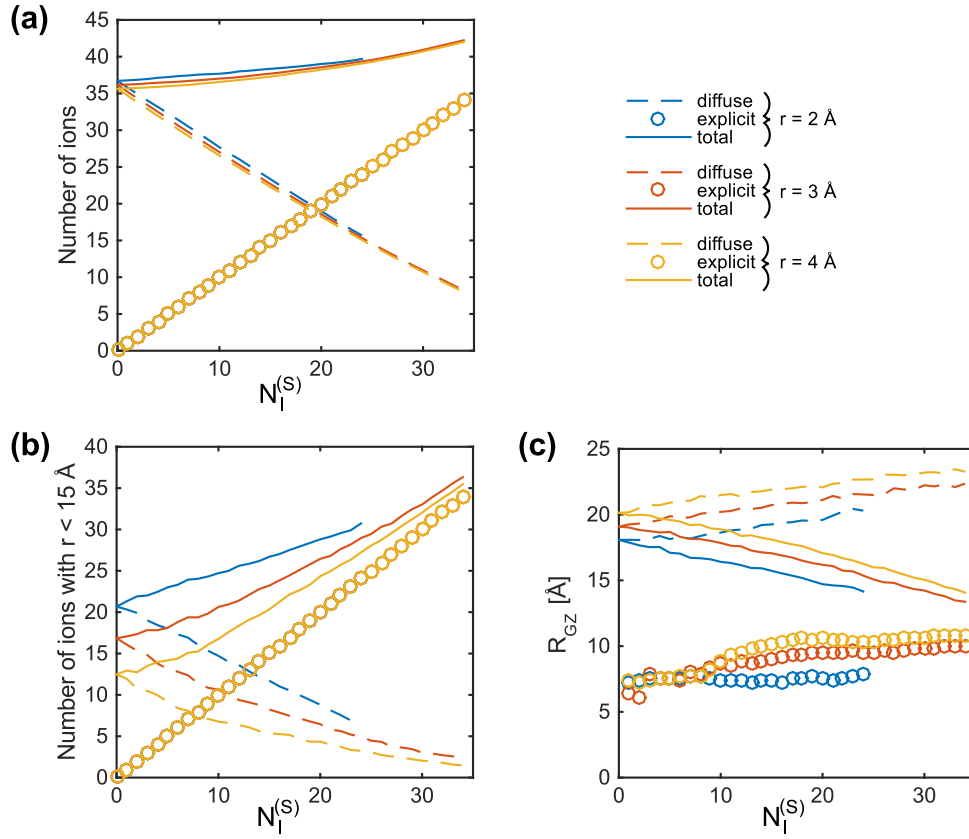 (a)
Number of ions
45
40
35
30
25
20
15
10
5
0
0 10 20 30
N_I^(S)
diffuse
explicit
total
r = 2 Å
diffuse
explicit
total
r = 3 Å
diffuse
explicit
total
r = 4 Å
(b)
Number of ions with r < 15 Å
40
35
30
25
20
15
10
5
0
0 10 20 30
N_I^(S)
(c)
R_GZ [Å]
25
20
15
10
5
0
0 10 20 30
N_I^(S)